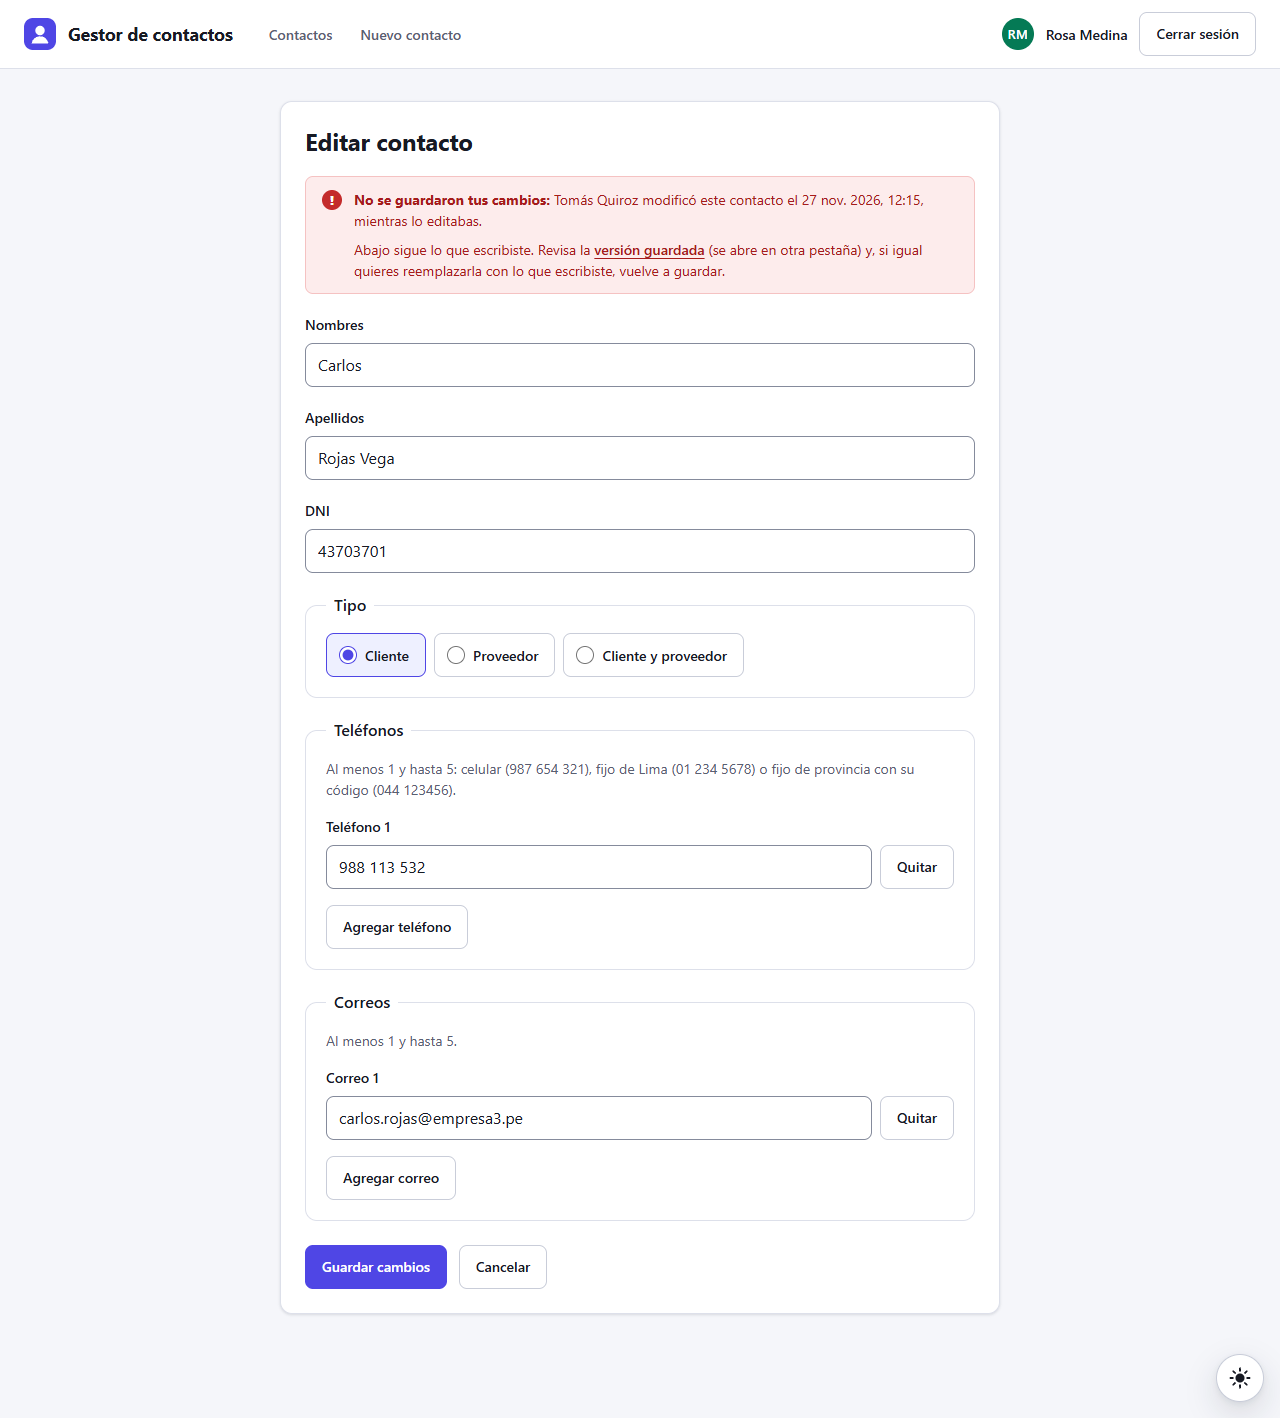 Gestor de contactos
Contactos
Nuevo contacto
RM
Rosa Medina
Cerrar sesión
Editar contacto
No se guardaron tus cambios: Tomás Quiroz modificó este contacto el 27 nov. 2026, 12:15,
mientras lo editabas.
Abajo sigue lo que escribiste. Revisa la versión guardada (se abre en otra pestaña) y, si igual
quieres reemplazarla con lo que escribiste, vuelve a guardar.
Nombres
Carlos
Apellidos
Rojas Vega
DNI
43703701
Tipo
Cliente
Proveedor
Cliente y proveedor
Teléfonos
Al menos 1 y hasta 5: celular (987 654 321), fijo de Lima (01 234 5678) o fijo de provincia con su
código (044 123456).
Teléfono 1
988 113 532
Quitar
Agregar teléfono
Correos
Al menos 1 y hasta 5.
Correo 1
carlos.rojas@empresa3.pe
Quitar
Agregar correo
Guardar cambios
Cancelar